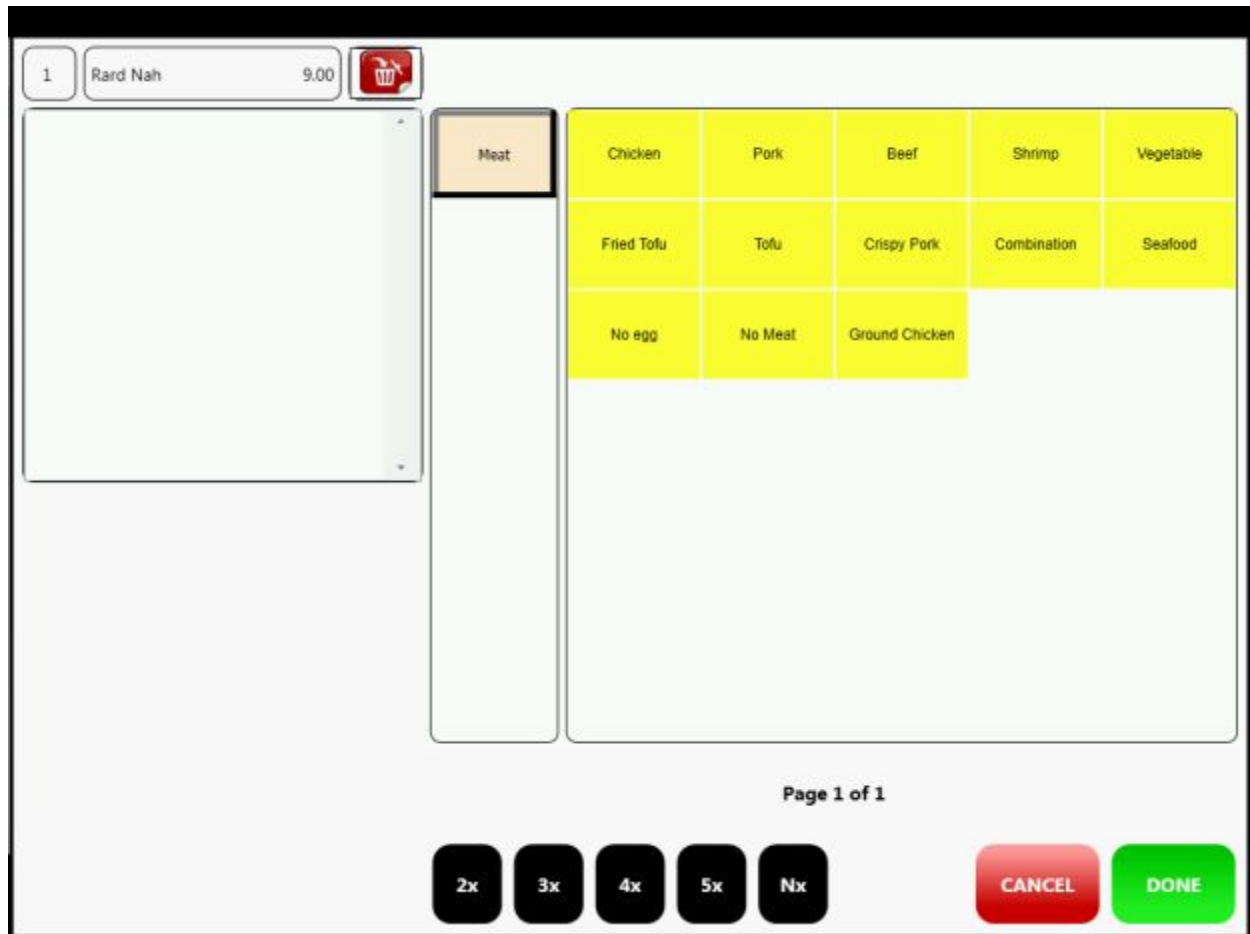 1 Rard Nah 9.00
Meat
Chicken Pork Beef Shrimp Vegetable
Fried Tofu Tofu Crispy Pork Combination Seafood
No egg No Meat Ground Chicken
Page 1 of 1
2x 3x 4x 5x Nx CANCEL DONE